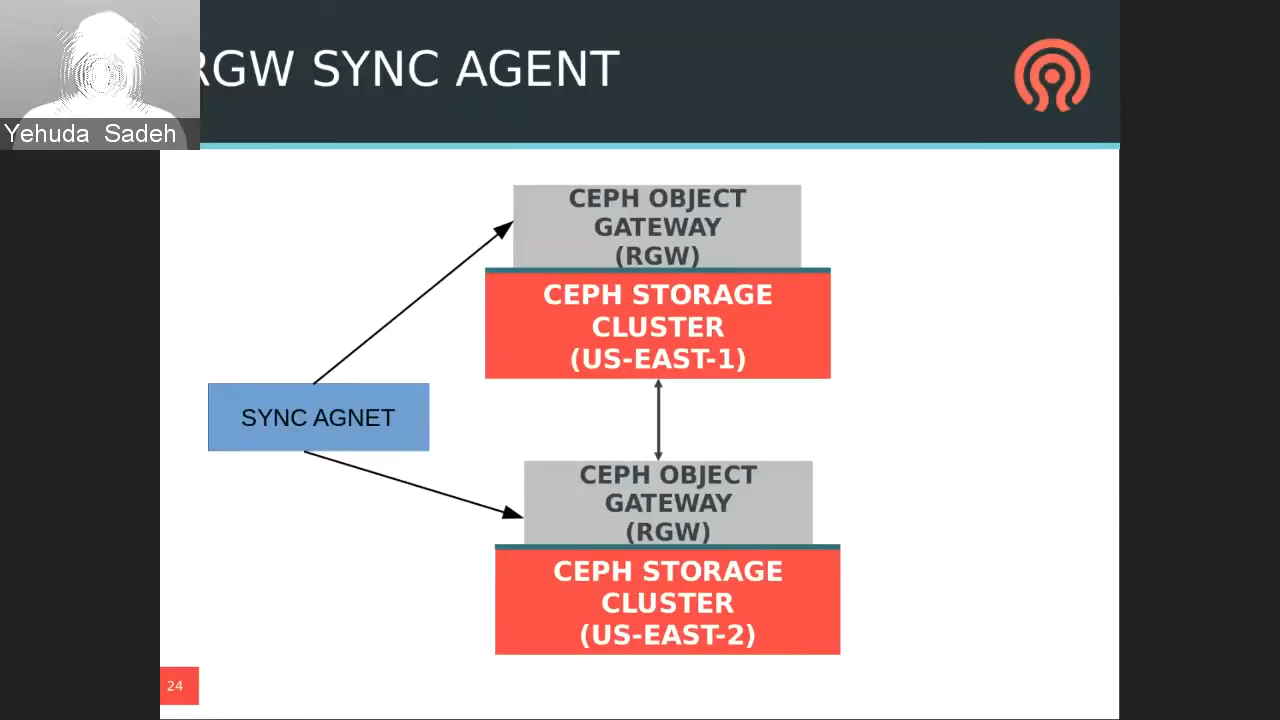 RGW SYNC AGENT
Yehuda Sadeh
CEPH OBJECT
GATEWAY
(RGW)
CEPH STORAGE
CLUSTER
(US-EAST-1)
SYNC AGNET
CEPH OBJECT
GATEWAY
(RGW)
CEPH STORAGE
CLUSTER
(US-EAST-2)
24